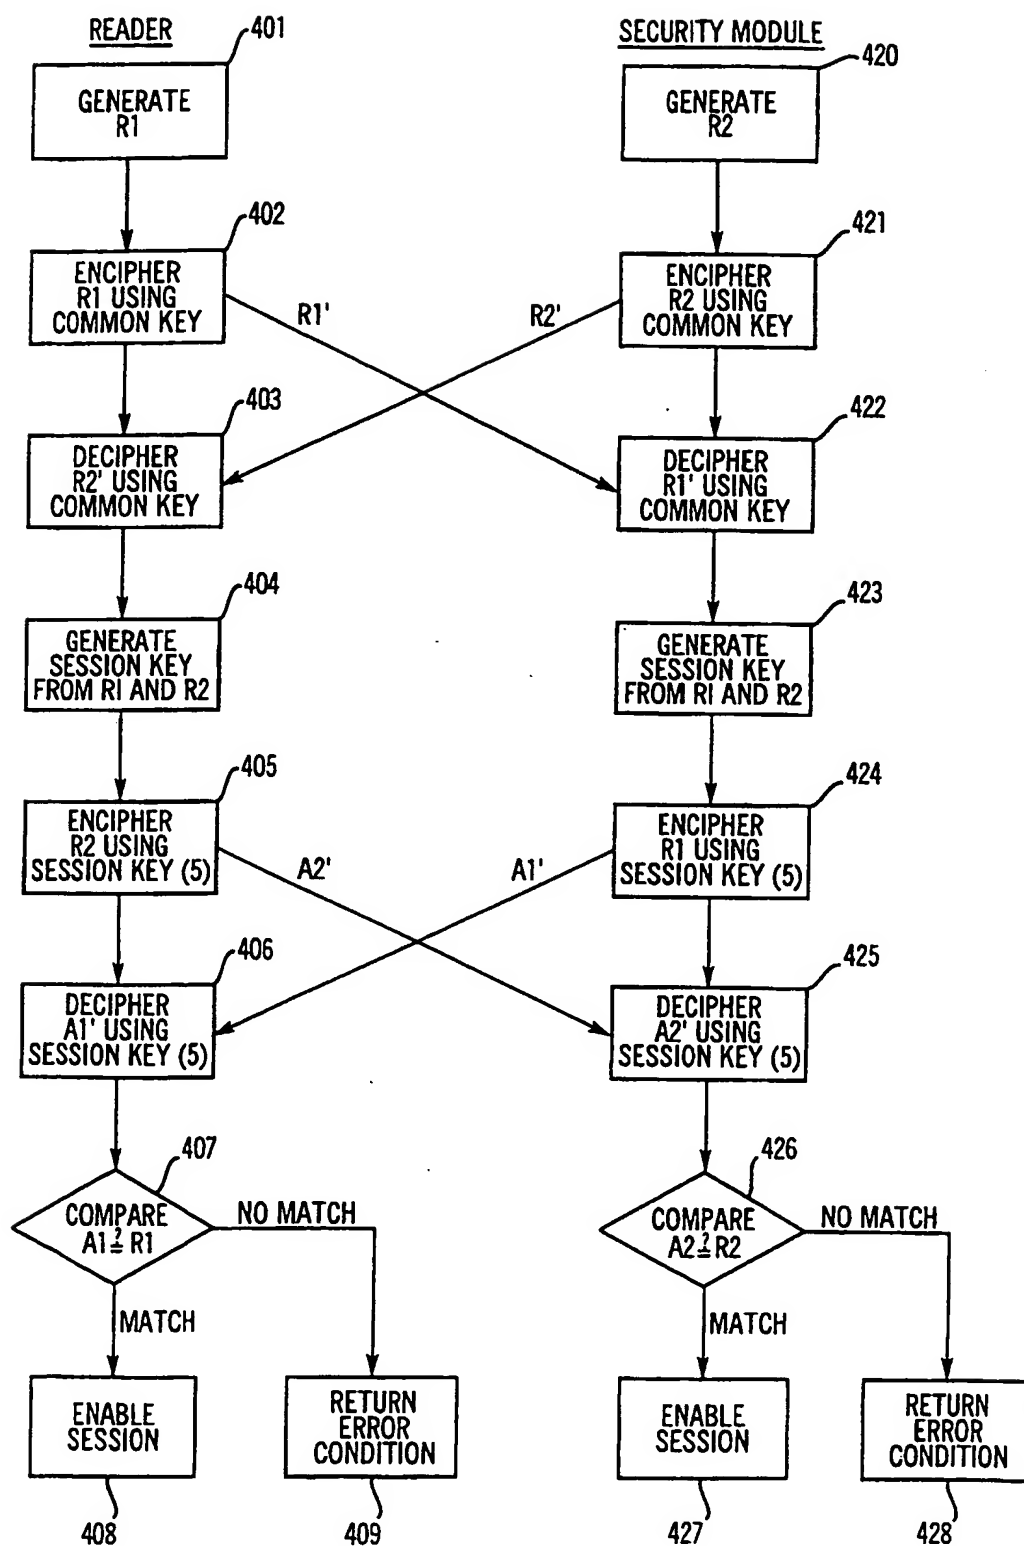 READER
401
GENERATE
R1
402
ENCIPHER
R1 USING
COMMON KEY
R1'
403
DECIPHER
R2' USING
COMMON KEY
404
GENERATE
SESSION KEY
FROM R1 AND R2
405
ENCIPHER
R2 USING
SESSION KEY (5)
A2'
406
DECIPHER
A1' USING
SESSION KEY (5)
407
COMPARE
A1 ≟ R1
NO MATCH
MATCH
ENABLE
SESSION
408
RETURN
ERROR
CONDITION
409
SECURITY MODULE
420
GENERATE
R2
421
ENCIPHER
R2 USING
COMMON KEY
R2'
422
DECIPHER
R1' USING
COMMON KEY
423
GENERATE
SESSION KEY
FROM R1 AND R2
424
ENCIPHER
R1 USING
SESSION KEY (5)
A1'
425
DECIPHER
A2' USING
SESSION KEY (5)
426
COMPARE
A2 ≟ R2
NO MATCH
MATCH
ENABLE
SESSION
427
RETURN
ERROR
CONDITION
428